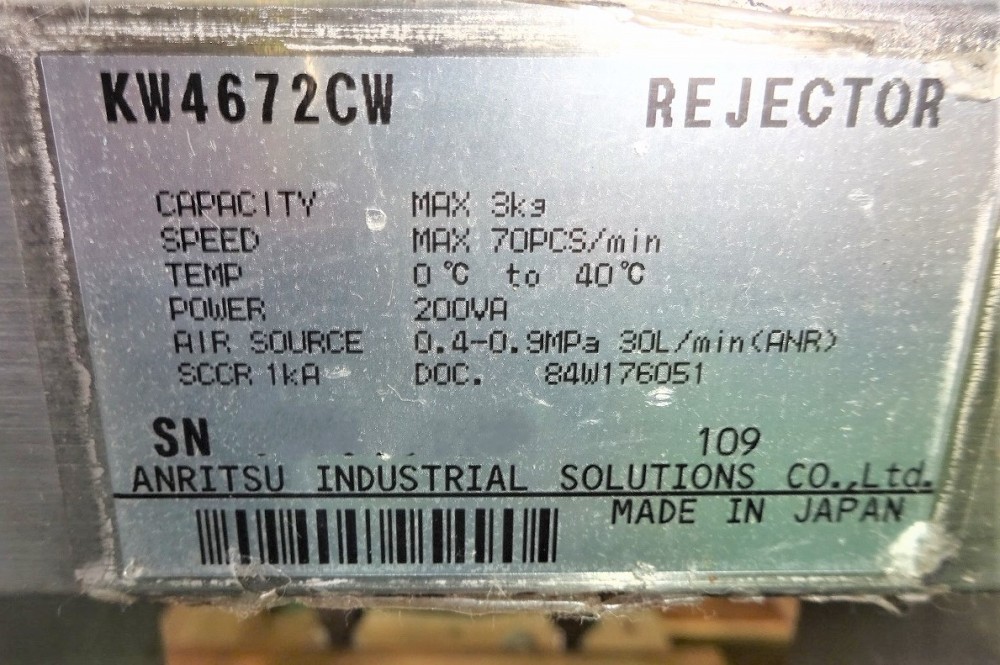 KW4672CW REJECTOR
CAPACITY MAX 3kg
SPEED MAX 70PCS/min
TEMP 0℃ to 40℃
POWER 200VA
AIR SOURCE 0.4-0.9MPa 30L/min(ANR)
SCCR 1kA DOC. 84W176051
SN 109
ANRITSU INDUSTRIAL SOLUTIONS CO.,Ltd.
MADE IN JAPAN